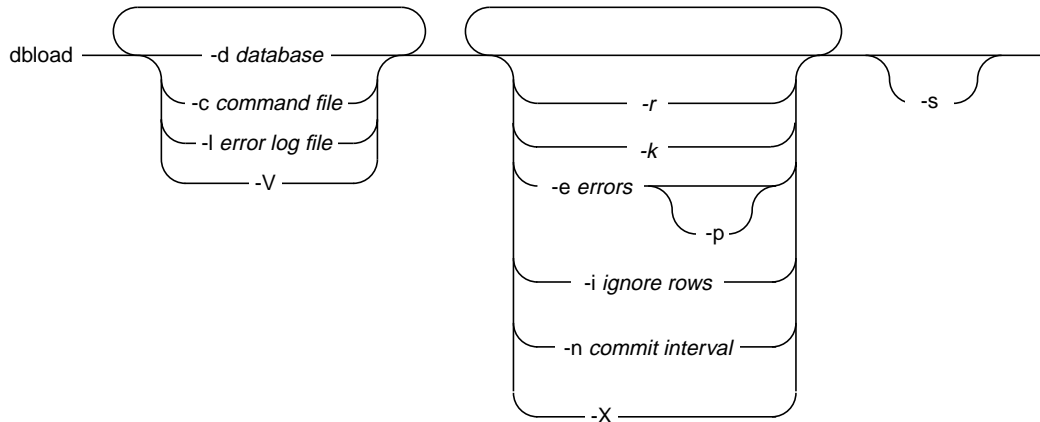 dbload
-d database
-c command file
-l error log file
-V
-r
-k
-e errors
-p
-i ignore rows
-n commit interval
-X
-s